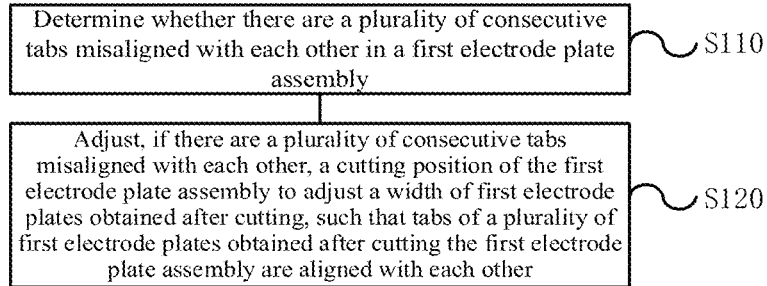 Determine whether there are a plurality of consecutive
tabs misaligned with each other in a first electrode plate
assembly
S110
Adjust, if there are a plurality of consecutive tabs
misaligned with each other, a cutting position of the first
electrode plate assembly to adjust a width of first electrode
plates obtained after cutting, such that tabs of a plurality of
first electrode plates obtained after cutting the first electrode
plate assembly are aligned with each other
S120